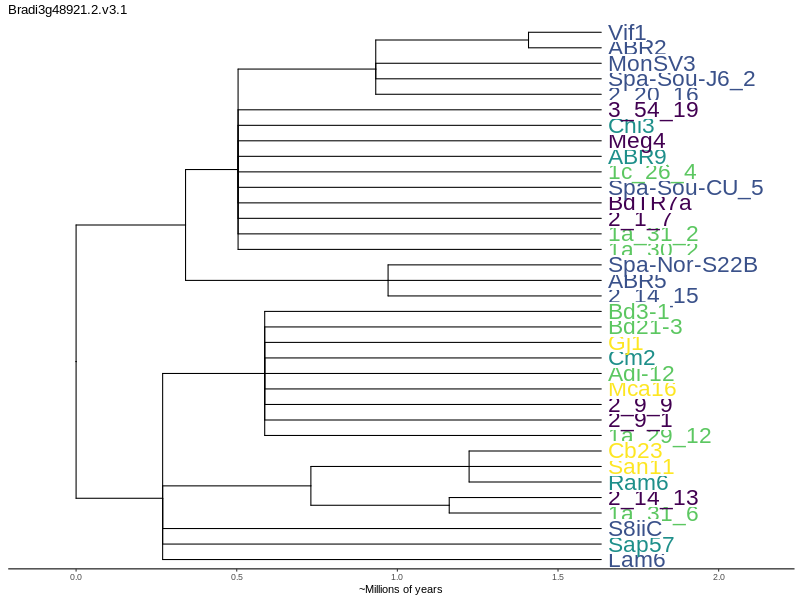 Bradi3g48921.2.v3.1
Vif1
ABR2
MonSV3
Spa-Sou-J6_2
2_20_16
3_54_19
Chi3
Meg4
ABR9
1c_26_4
Spa-Sou-CU_5
BdTR7a
2_1_7
1a_31_2
1a_30_2
Spa-Nor-S22B
ABR5
2_14_15
Bd3-1
Bd21-3
Gj1
Cm2
Adi-12
Mca16
2_9_9
2_9_1
1a_29_12
Cb23
San11
Ram6
2_14_13
1a_31_6
S8iiC
Sap57
Lam6
0.0 0.5 1.0 1.5 2.0
~Millions of years